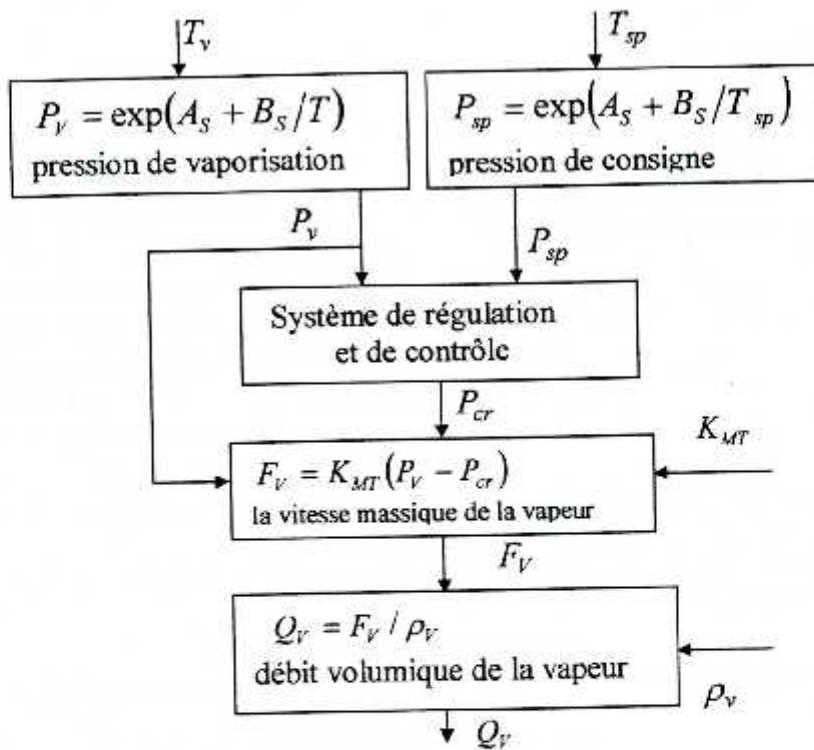 T_v
T_sp
P_V = exp(A_S + B_S/T)
pression de vaporisation
P_sp = exp(A_S + B_S/T_sp)
pression de consigne
P_v
P_sp
Système de régulation
et de contrôle
P_cr
K_MT
F_V = K_MT(P_V − P_cr)
la vitesse massique de la vapeur
F_V
Q_V = F_V / ρ_V
débit volumique de la vapeur
ρ_v
Q_V